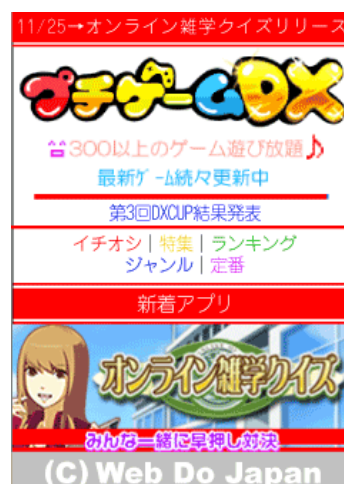 11/25→オンライン雑学クイズリリース
プチゲームDX
300以上のゲーム遊び放題♪
最新ｹﾞｰﾑ続々更新中
第3回DXCUP結果発表
イチオシ|特集|ランキング
ジャンル|定番
新着アプリ
オンライン雑学クイズ
みんな一緒に早押し対決
(C) Web Do Japan